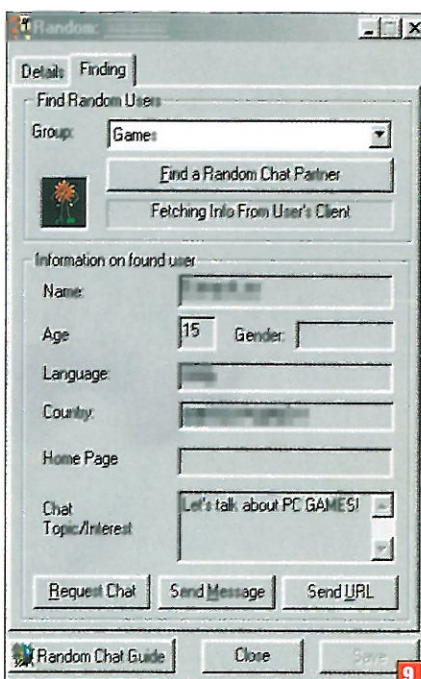 Random:
Details Finding
Find Random Users
Group: Games
Find a Random Chat Partner
Fetching Info From User's Client
Information on found user
Name:
Age 15 Gender:
Language:
Country:
Home Page
Chat Topic/Interest
Let's talk about PC GAMES!
Request Chat Send Message Send URL
Random Chat Guide Close Save
9